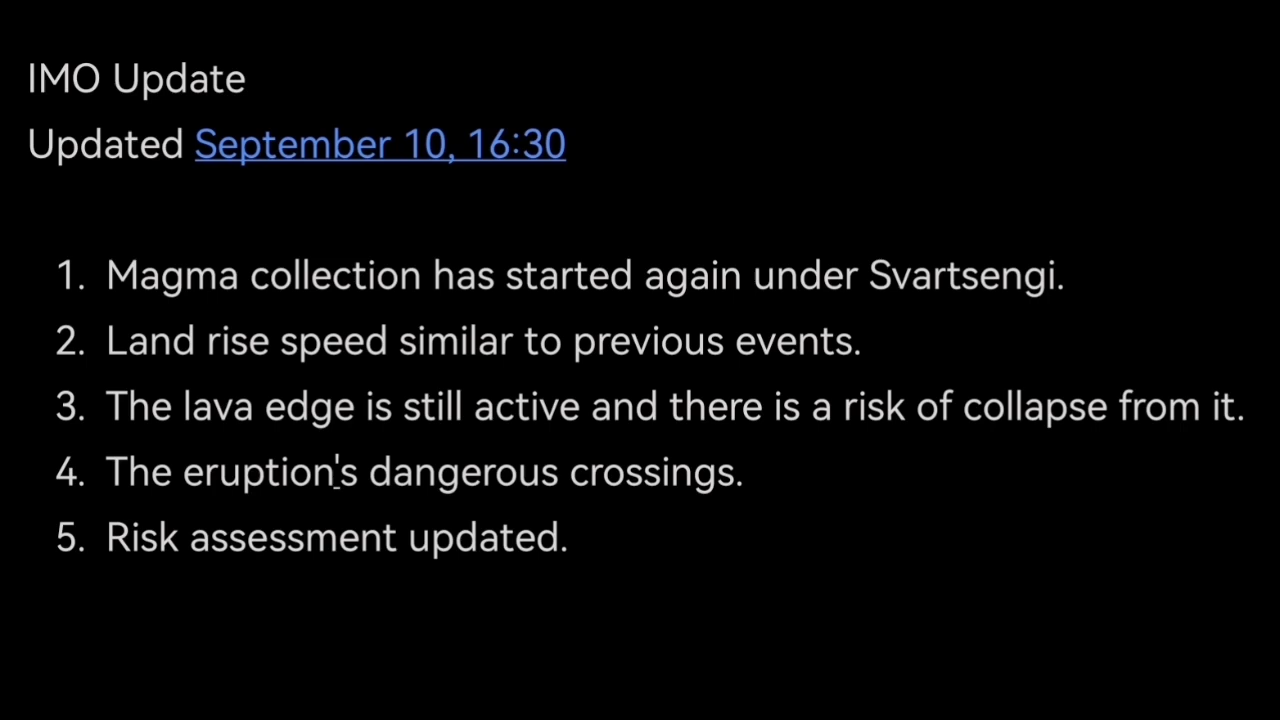 IMO Update
Updated September 10, 16:30
1. Magma collection has started again under Svartsengi.
2. Land rise speed similar to previous events.
3. The lava edge is still active and there is a risk of collapse from it.
4. The eruption's dangerous crossings.
5. Risk assessment updated.